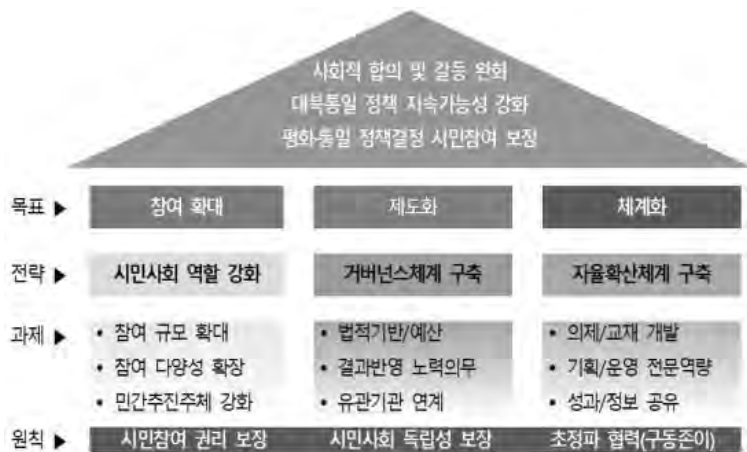 사회적 합의 및 갈등 완화
대북통일 정책 지속가능성 강화
평화·통일 정책결정 시민참여 보장
목표 ▶ 참여 확대 제도화 체계화
전략 ▶ 시민사회 역할 강화 거버넌스체계 구축 자율확산체계 구축
과제 ▶ • 참여 규모 확대 • 법적기반/예산 • 의제/교재 개발
• 참여 다양성 확장 • 결과반영 노력의무 • 기획/운영 전문역량
• 민간추진주체 강화 • 유관기관 연계 • 성과/정보 공유
원칙 ▶ 시민참여 권리 보장 시민사회 독립성 보장 초정파 협력(구동존이)